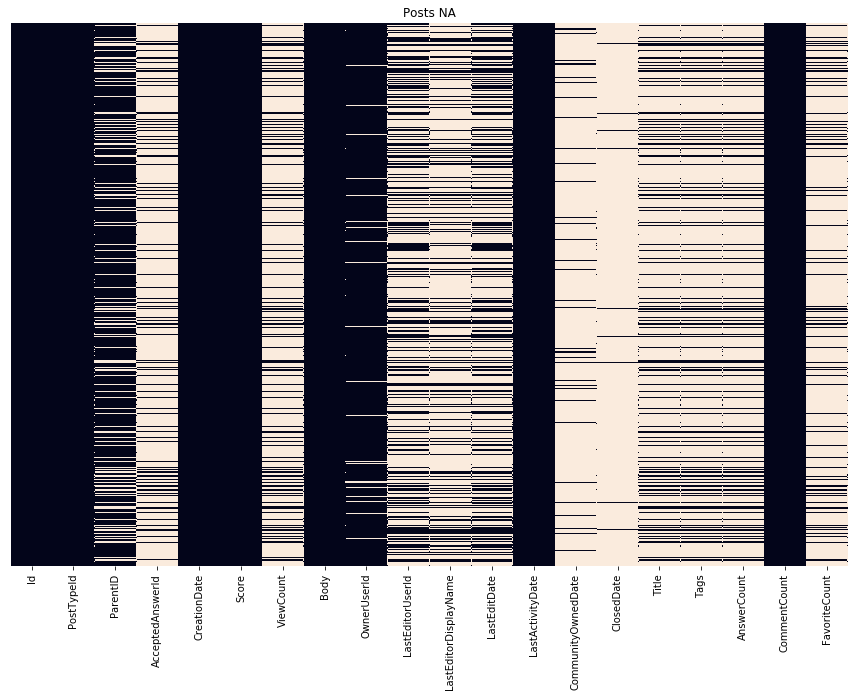 Posts NA
Id
PostTypeId
ParentID
AcceptedAnswerId
CreationDate
Score
ViewCount
Body
OwnerUserId
LastEditorUserId
LastEditorDisplayName
LastEditDate
LastActivityDate
CommunityOwnedDate
ClosedDate
Title
Tags
AnswerCount
CommentCount
FavoriteCount